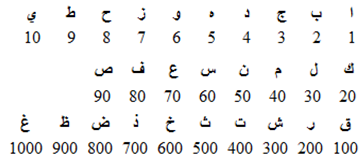 ا ب ج د ه و ز ح ط ي
1 2 3 4 5 6 7 8 9 10
ك ل م ن س ع ف ص
20 30 40 50 60 70 80 90
ق ر ش ت ث خ ذ ض ظ غ
100 200 300 400 500 600 700 800 900 1000